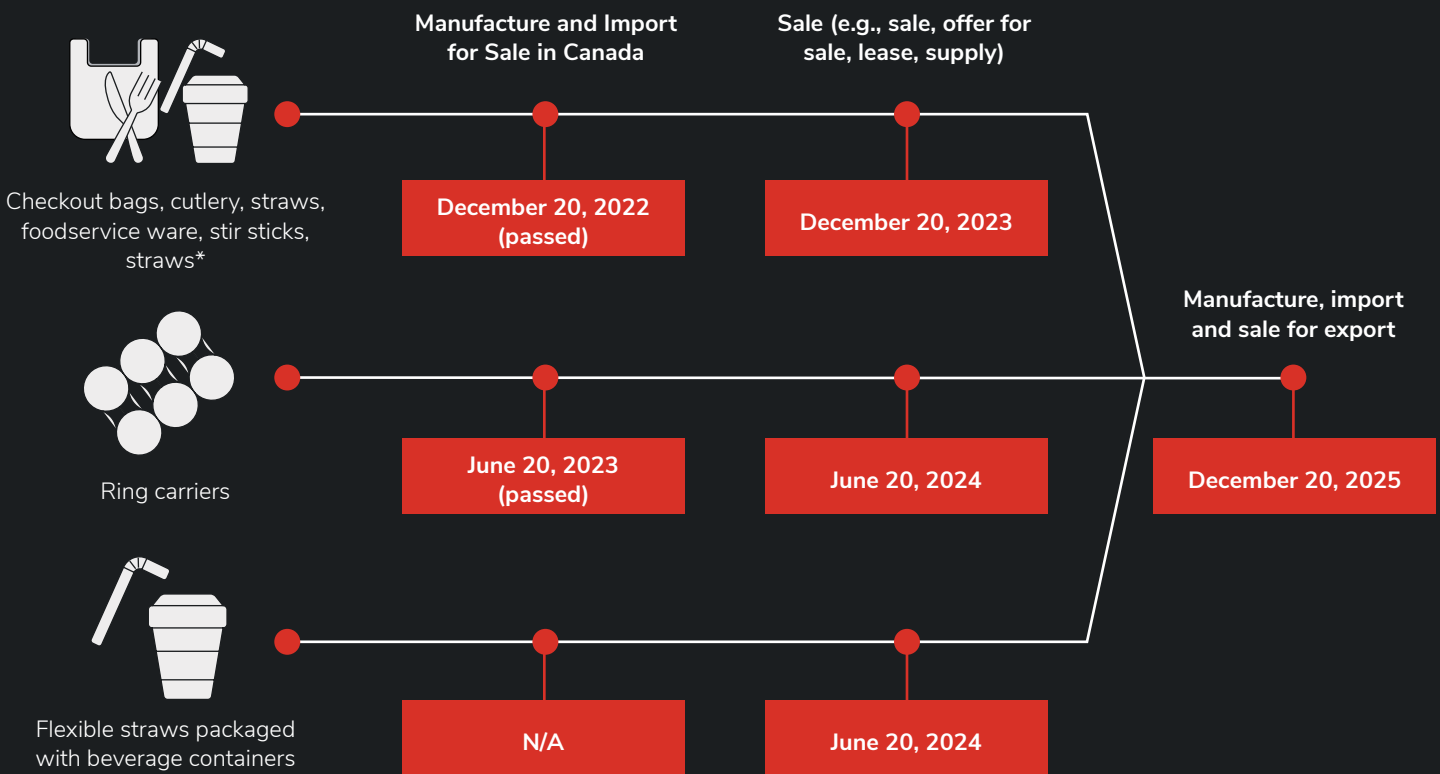 Manufacture and Import
for Sale in Canada
Sale (e.g., sale, offer for
sale, lease, supply)
Checkout bags, cutlery, straws,
foodservice ware, stir sticks,
straws*
December 20, 2022
(passed)
December 20, 2023
Manufacture, import
and sale for export
Ring carriers
June 20, 2023
(passed)
June 20, 2024
December 20, 2025
Flexible straws packaged
with beverage containers
N/A
June 20, 2024